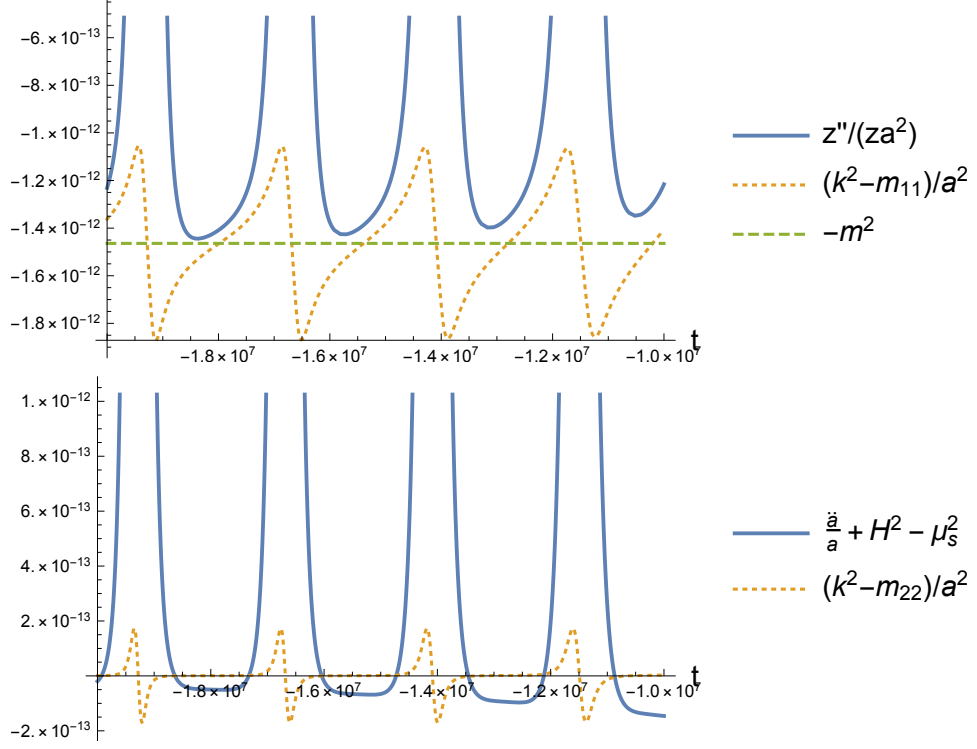 -6.×10⁻¹³
-8.×10⁻¹³
-1.×10⁻¹²
-1.2×10⁻¹²
-1.4×10⁻¹²
-1.6×10⁻¹²
-1.8×10⁻¹²
-1.8×10⁷ -1.6×10⁷ -1.4×10⁷ -1.2×10⁷ -1.0×10⁷ t
z''/(za²)
(k²-m₁₁)/a²
-m²
1.×10⁻¹²
8.×10⁻¹³
6.×10⁻¹³
4.×10⁻¹³
2.×10⁻¹³
-2.×10⁻¹³
-1.8×10⁷ -1.6×10⁷ -1.4×10⁷ -1.2×10⁷ -1.0×10⁷ t
ä/a + H² - μₛ²
(k²-m₂₂)/a²